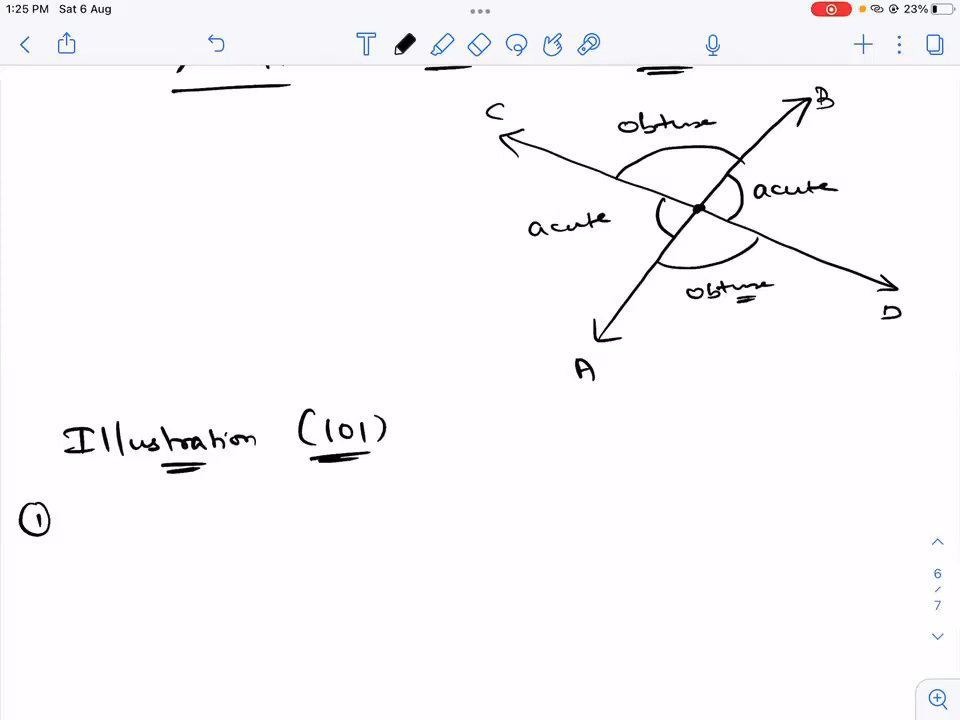 1:25 PM Sat 6 Aug
23%
T
C
B
obtuse
acute
acute
obtuse
D
A
Illustration (101)
1
6
/
7